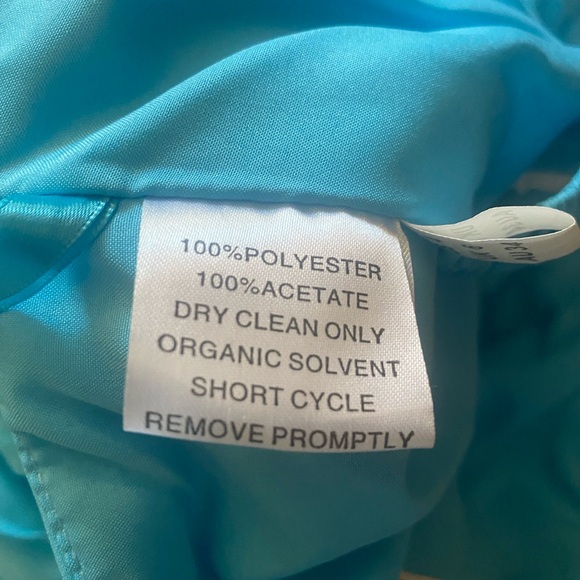 100%POLYESTER
100%ACETATE
DRY CLEAN ONLY
ORGANIC SOLVENT
SHORT CYCLE
REMOVE PROMPTLY